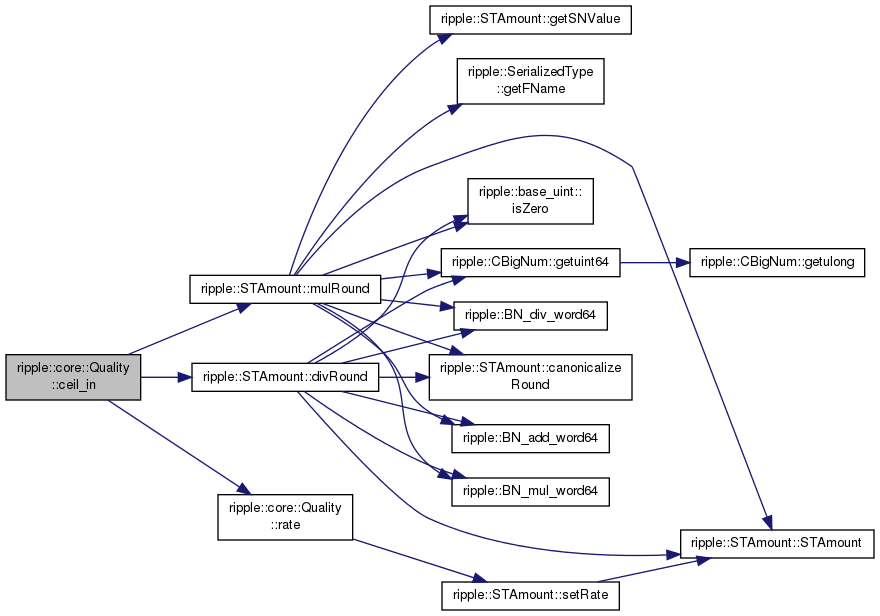 ripple::STAmount::getSNValue
ripple::SerializedType
::getFName
ripple::base_uint::
isZero
ripple::CBigNum::getuint64
ripple::CBigNum::getulong
ripple::STAmount::mulRound
ripple::BN_div_word64
ripple::core::Quality
::ceil_in
ripple::STAmount::divRound
ripple::STAmount::canonicalize
Round
ripple::BN_add_word64
ripple::BN_mul_word64
ripple::core::Quality
::rate
ripple::STAmount::STAmount
ripple::STAmount::setRate